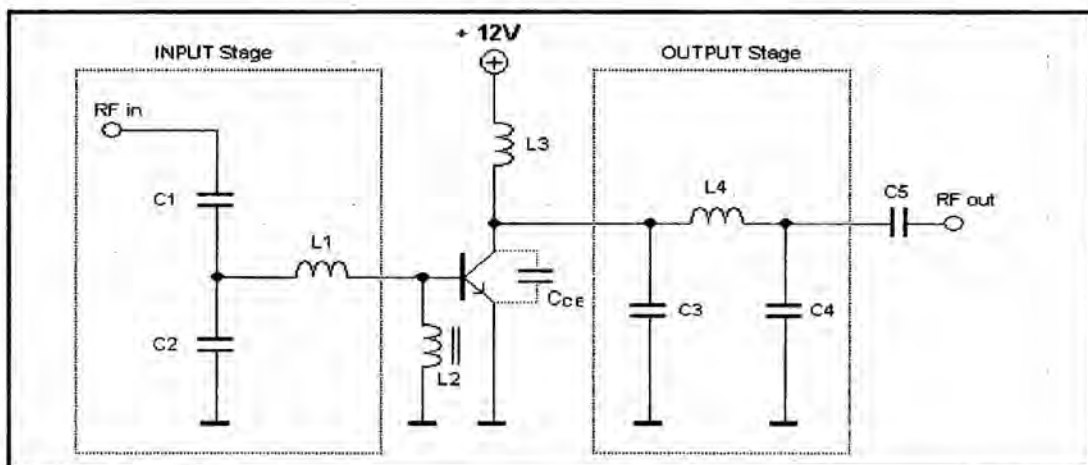 + 12V
INPUT Stage
OUTPUT Stage
RF in
L3
C1
L4
C5
RF out
L1
CCE
C3
C4
C2
L2